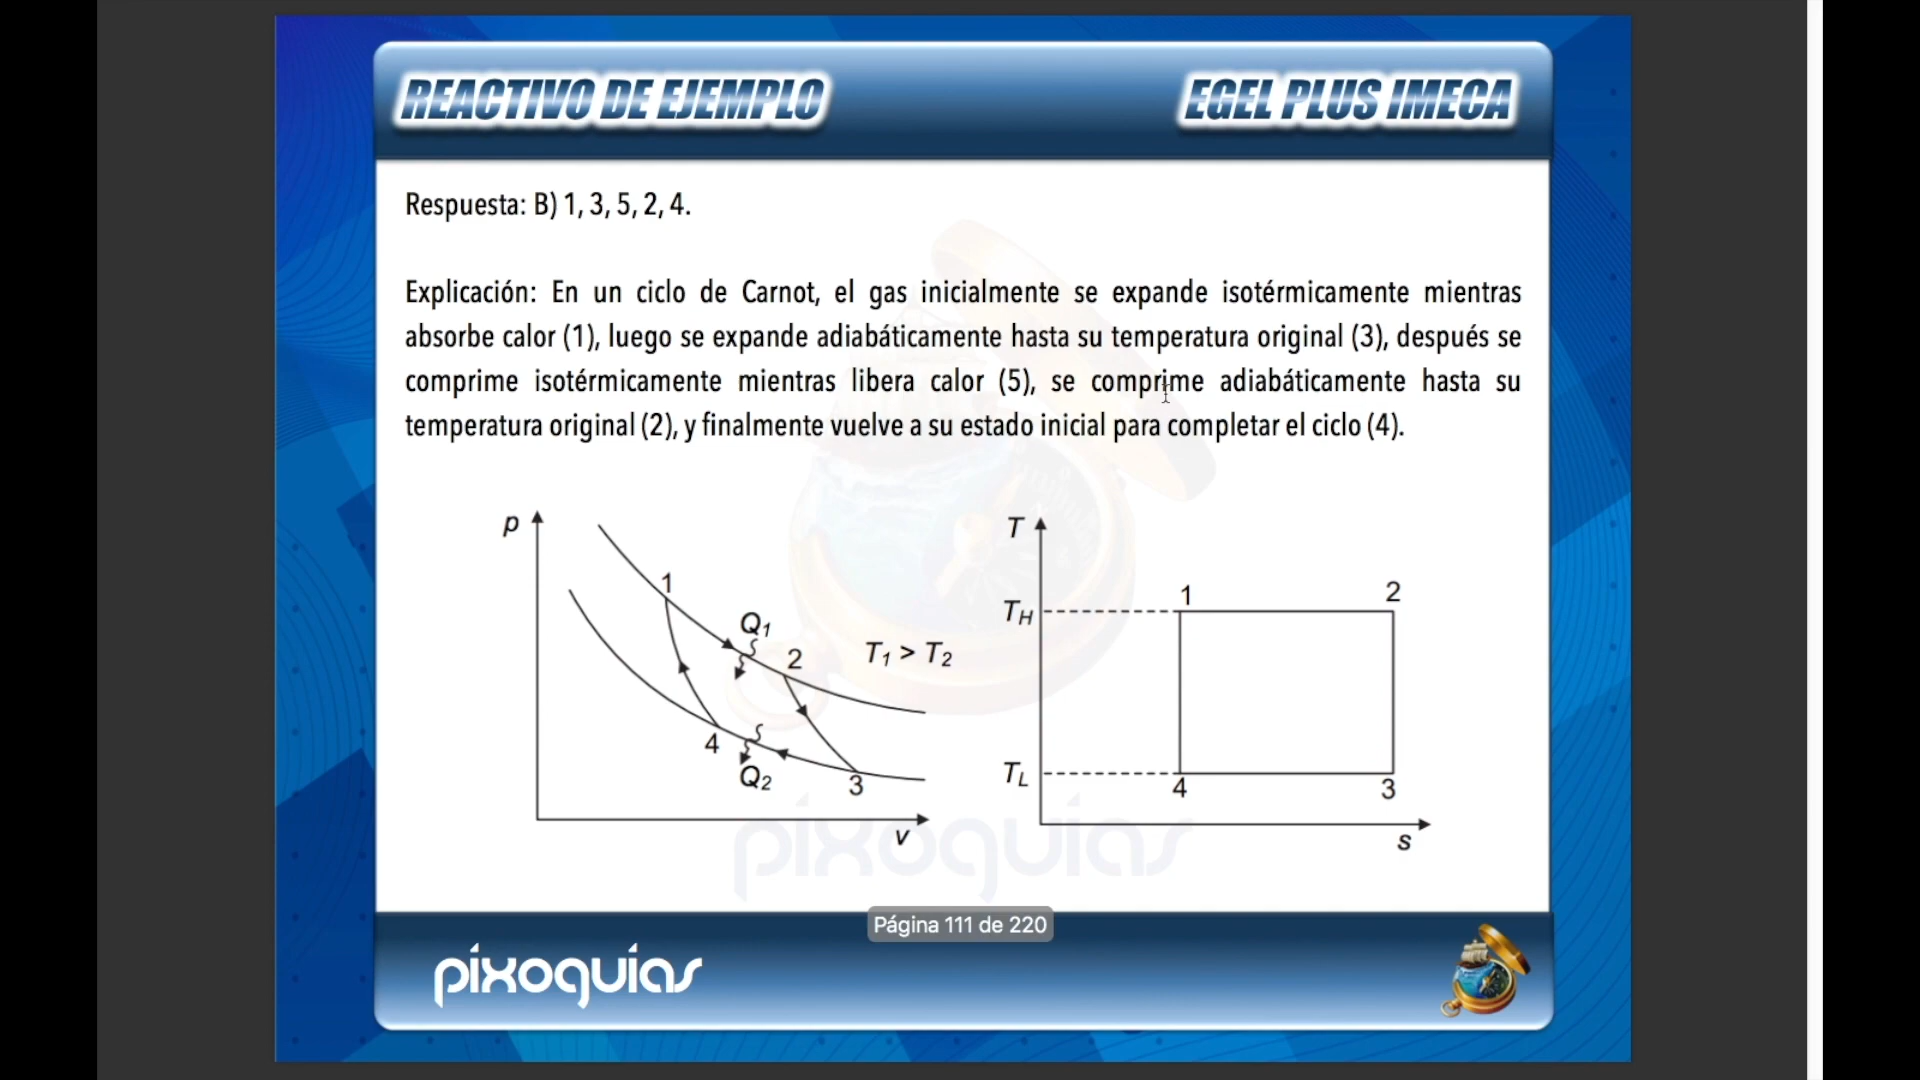 REACTIVO DE EJEMPLO
EGEL PLUS IMECA
Respuesta: B) 1, 3, 5, 2, 4.
Explicación: En un ciclo de Carnot, el gas inicialmente se expande isotérmicamente mientras
absorbe calor (1), luego se expande adiabáticamente hasta su temperatura original (3), después se
comprime isotérmicamente mientras libera calor (5), se comprime adiabáticamente hasta su
temperatura original (2), y finalmente vuelve a su estado inicial para completar el ciclo (4).
p
1
Q1
2
T1 > T2
4
Q2
3
v
T
1
2
TH
TL
4
3
s
pixoguías
Página 111 de 220
pixoguías